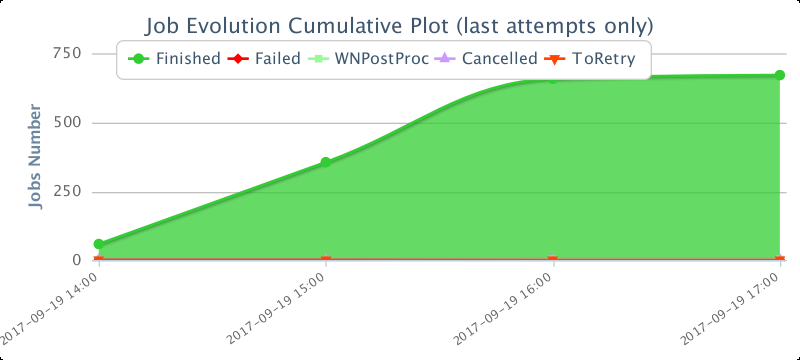 Job Evolution Cumulative Plot (last attempts only)
Finished Failed WNPostProc Cancelled ToRetry
Jobs Number
750
500
250
0
2017-09-19 14:00
2017-09-19 15:00
2017-09-19 16:00
2017-09-19 17:00